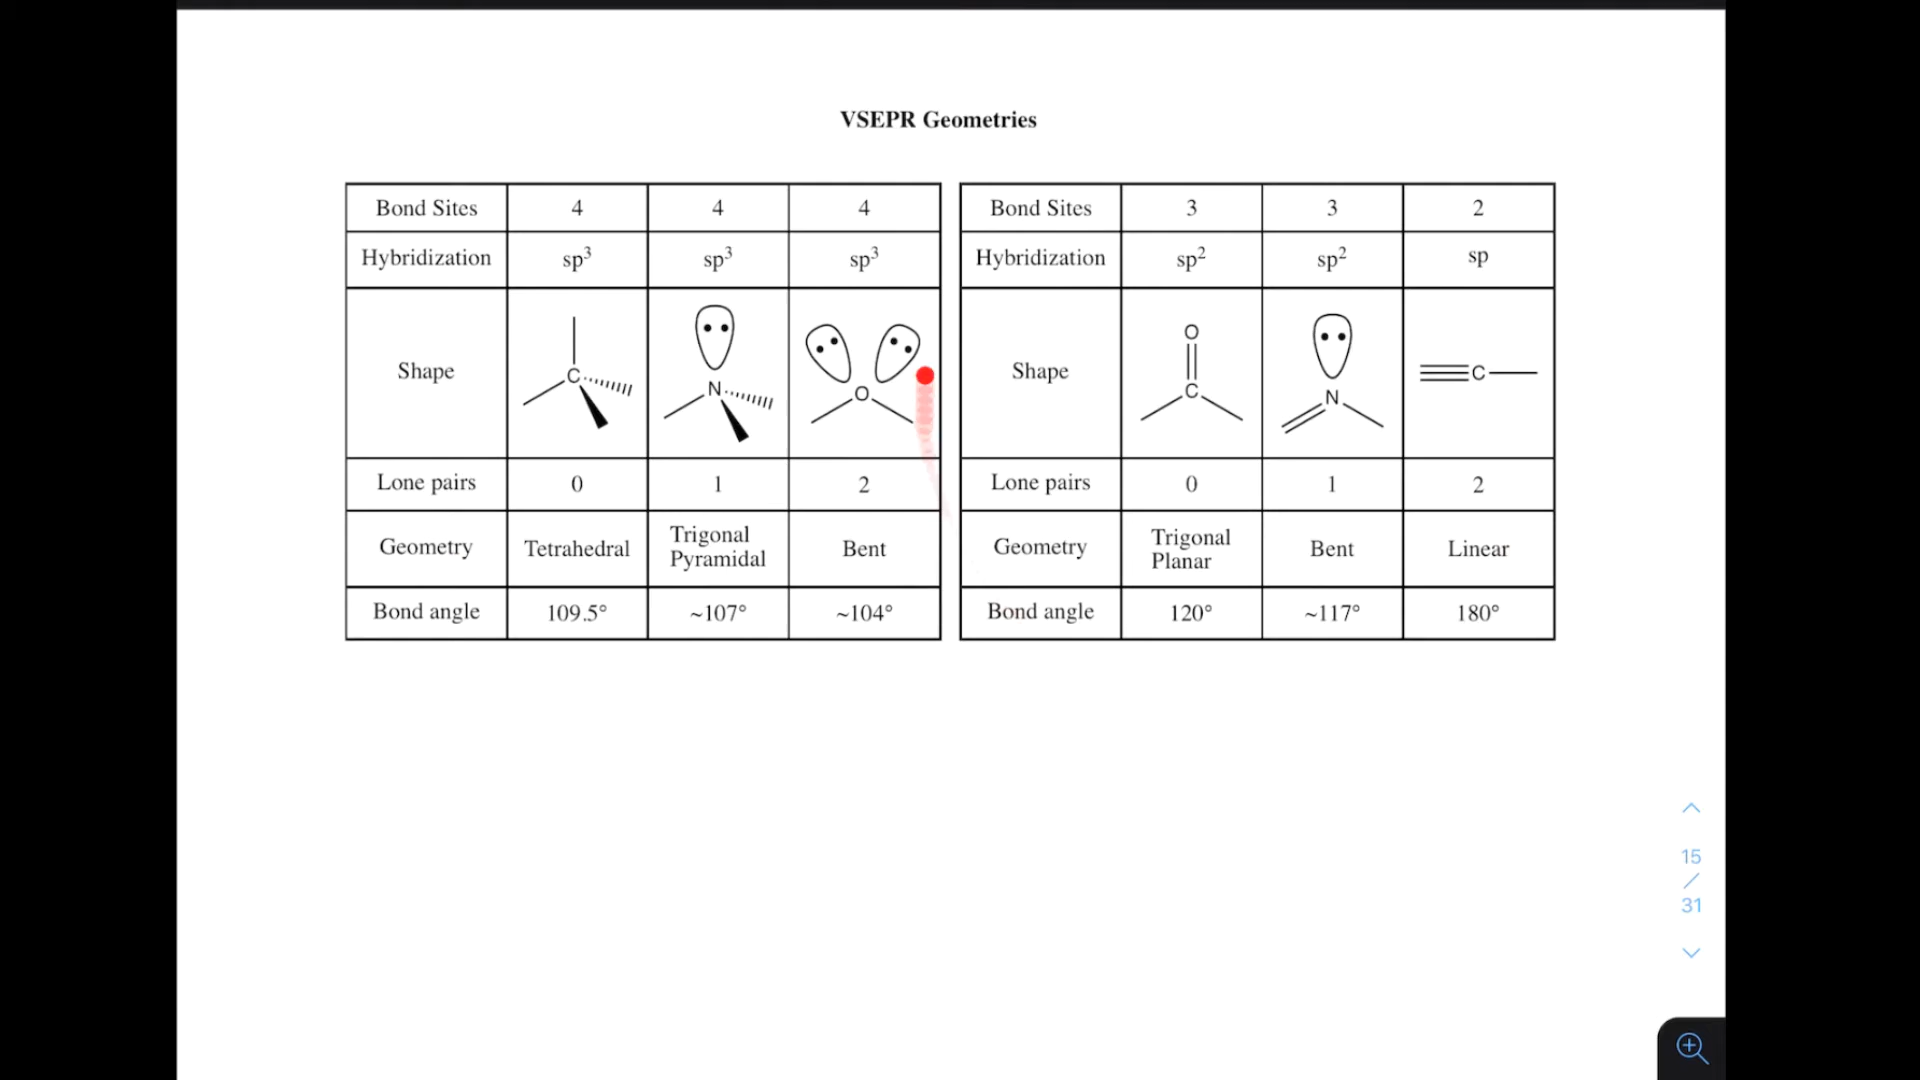 VSEPR Geometries
Bond Sites 4 4 4
Hybridization sp³ sp³ sp³
Shape C N O
Lone pairs 0 1 2
Geometry Tetrahedral Trigonal Pyramidal Bent
Bond angle 109.5° ~107° ~104°
Bond Sites 3 3 2
Hybridization sp² sp² sp
Shape O C N C
Lone pairs 0 1 2
Geometry Trigonal Planar Bent Linear
Bond angle 120° ~117° 180°
15
/
31